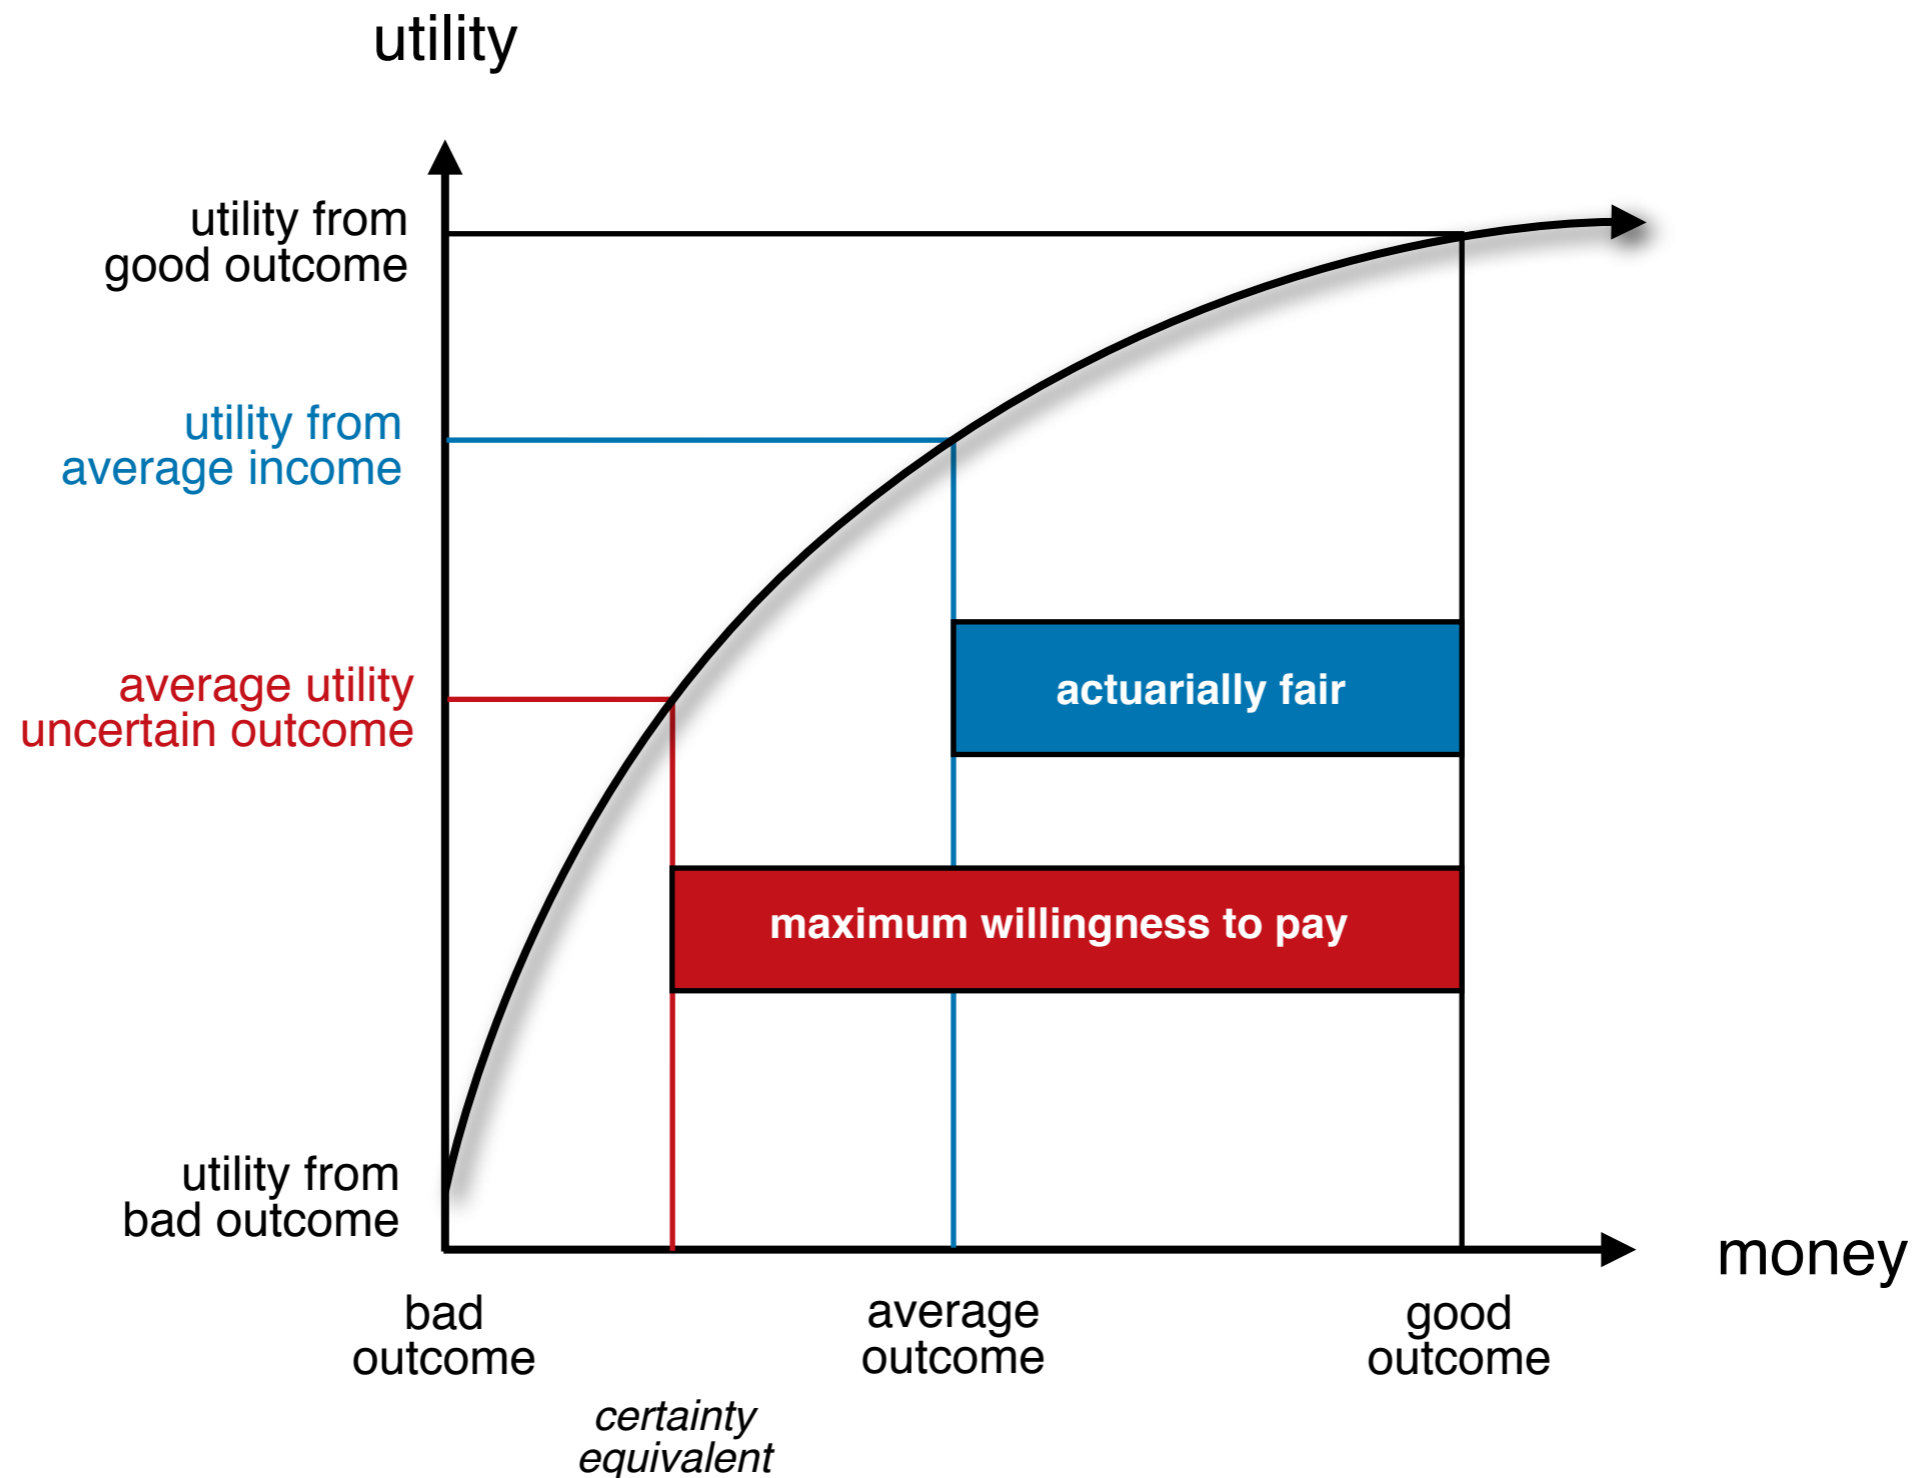 utility
utility from
good outcome
utility from
average income
average utility
uncertain outcome
actuarially fair
maximum willingness to pay
utility from
bad outcome
money
bad
outcome
average
outcome
good
outcome
certainty
equivalent